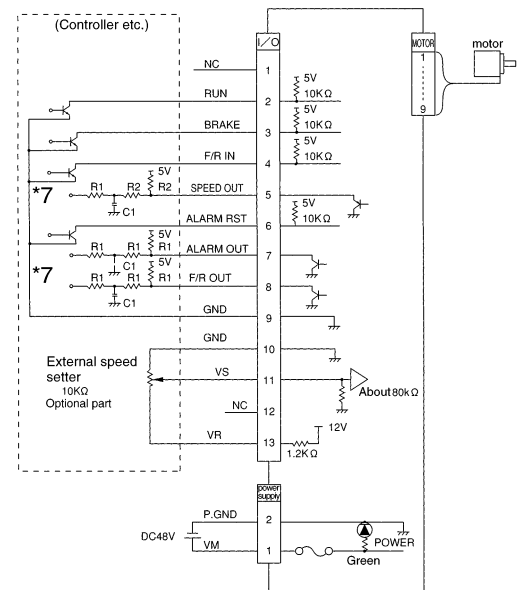 (Controller etc.)
I/O
MOTOR
motor
1
9
NC
1
5V
10KΩ
RUN
2
5V
10KΩ
BRAKE
3
5V
10KΩ
F/R IN
4
*7
R1
R2
5V
R2
C1
SPEED OUT
5
5V
10KΩ
ALARM RST
6
*7
R1
R1
5V
R1
C1
ALARM OUT
7
R1
R1
5V
R1
C1
F/R OUT
8
GND
9
GND
10
External speed
setter
10KΩ
Optional part
VS
11
About 80kΩ
NC
12
VR
13
12V
1.2KΩ
power
supply
P.GND
2
DC48V
VM
1
POWER
Green